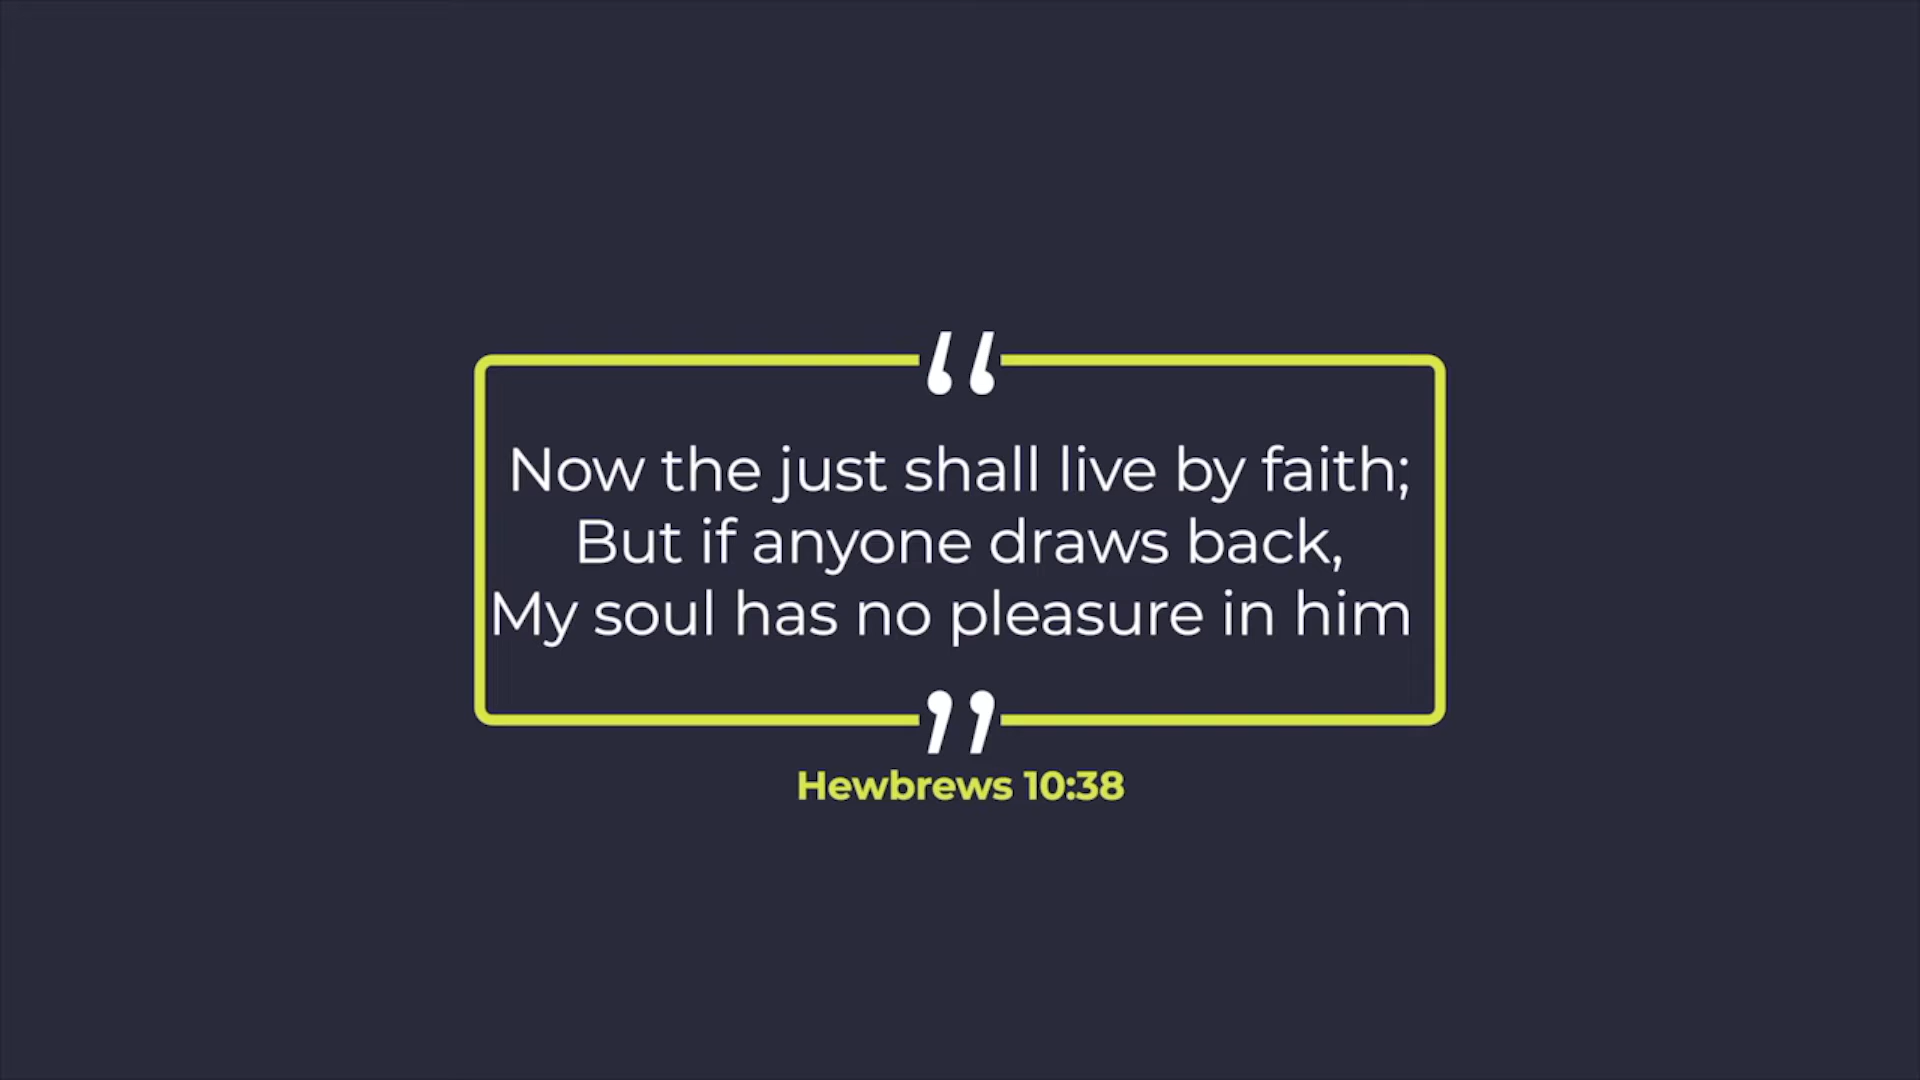 “
Now the just shall live by faith;
But if anyone draws back,
My soul has no pleasure in him
”
Hewbrews 10:38